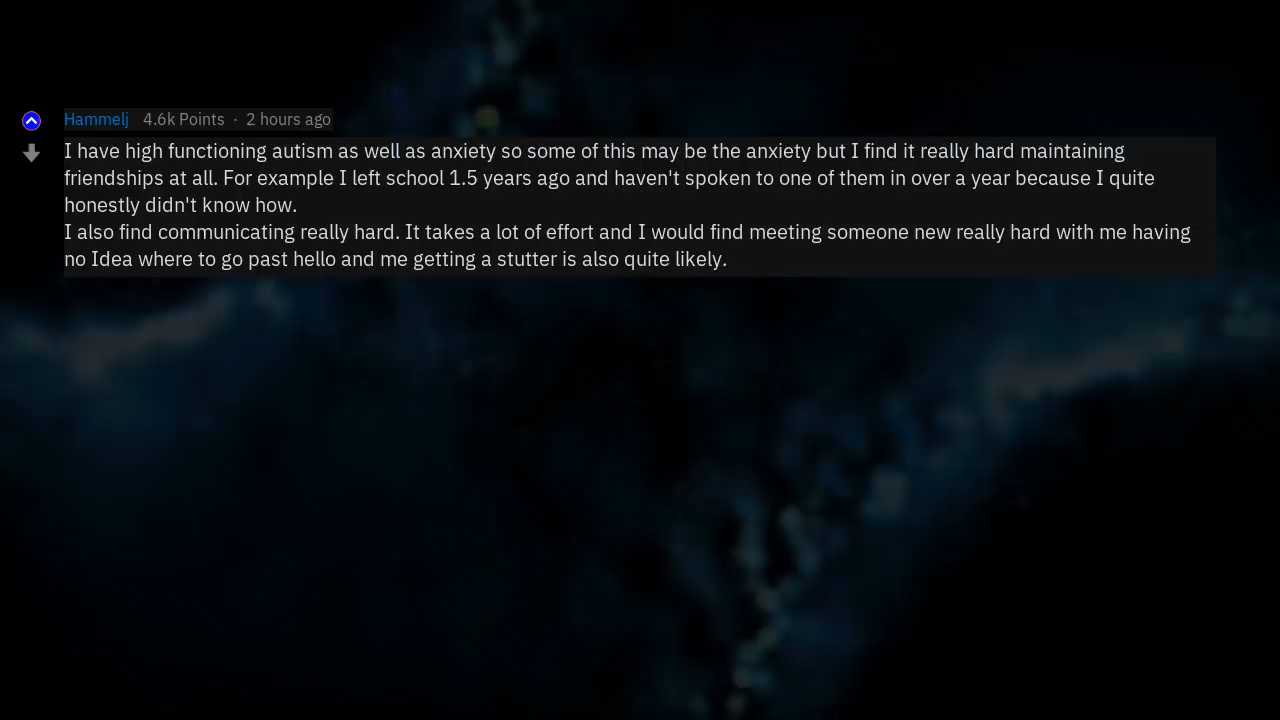 Hammelj 4.6k Points · 2 hours ago
I have high functioning autism as well as anxiety so some of this may be the anxiety but I find it really hard maintaining
friendships at all. For example I left school 1.5 years ago and haven't spoken to one of them in over a year because I quite
honestly didn't know how.
I also find communicating really hard. It takes a lot of effort and I would find meeting someone new really hard with me having
no Idea where to go past hello and me getting a stutter is also quite likely.